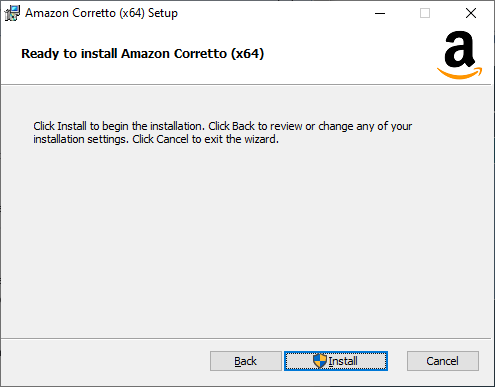 Amazon Corretto (x64) Setup
Ready to install Amazon Corretto (x64)
a
Click Install to begin the installation. Click Back to review or change any of your
installation settings. Click Cancel to exit the wizard.
Back
Install
Cancel